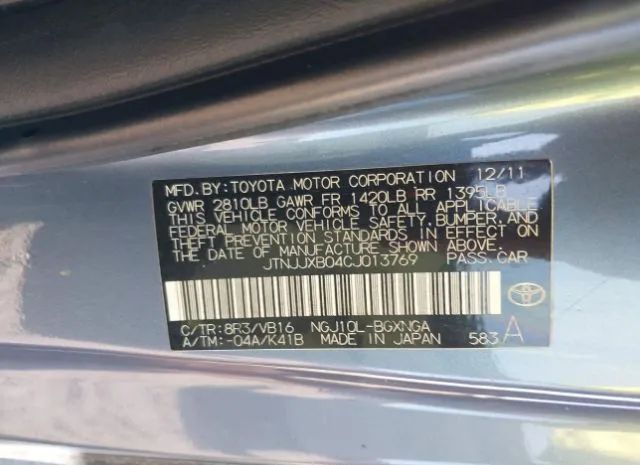 MFD. BY: TOYOTA MOTOR CORPORATION 12/11
GVWR 2810LB GAWR FR 1420LB RR 1395LB
THIS VEHICLE CONFORMS TO ALL APPLICABLE
FEDERAL MOTOR VEHICLE SAFETY, BUMPER, AND
THEFT PREVENTION STANDARDS IN EFFECT ON
THE DATE OF MANUFACTURE SHOWN ABOVE.
JTNJJXB04CJ013769 PASS. CAR
C/TR: 8R3/VB16 NGJ10L-BGXNGA
A/TM: -04A/K41B MADE IN JAPAN 583 A